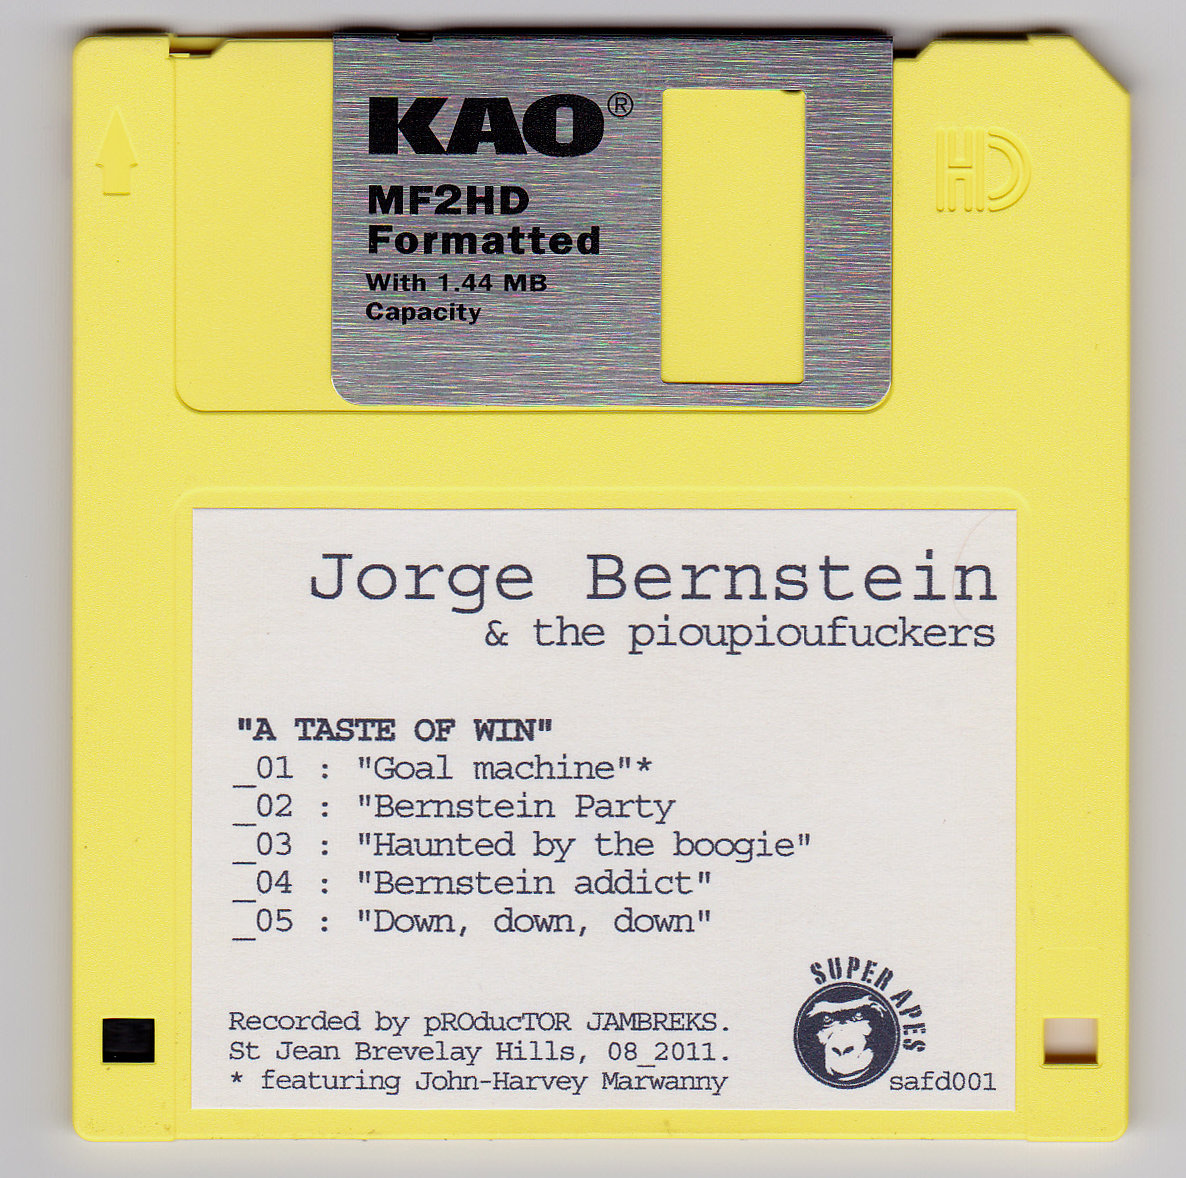 KAO®
MF2HD
Formatted
With 1.44 MB
Capacity
HD
Jorge Bernstein
& the pioupioufuckers
"A TASTE OF WIN"
_01 : "Goal machine"*
_02 : "Bernstein Party
_03 : "Haunted by the boogie"
_04 : "Bernstein addict"
_05 : "Down, down, down"
Recorded by pROducTOR JAMBREKS.
St Jean Brevelay Hills, 08_2011.
* featuring John-Harvey Marwanny
SUPER APES
safd001